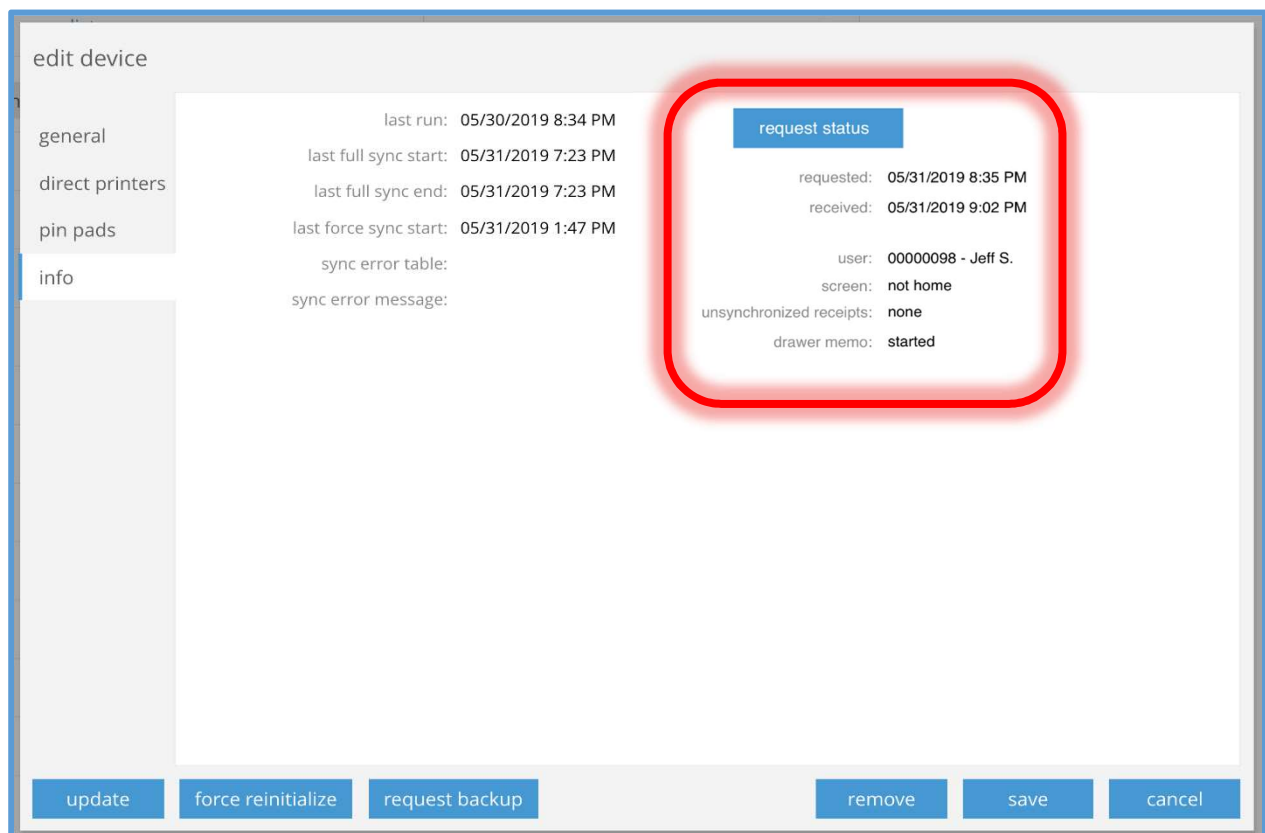 edit device
general
direct printers
pin pads
info
last run: 05/30/2019 8:34 PM
last full sync start: 05/31/2019 7:23 PM
last full sync end: 05/31/2019 7:23 PM
last force sync start: 05/31/2019 1:47 PM
sync error table:
sync error message:
request status
requested: 05/31/2019 8:35 PM
received: 05/31/2019 9:02 PM
user: 00000098 - Jeff S.
screen: not home
unsynchronized receipts: none
drawer memo: started
update
force reinitialize
request backup
remove
save
cancel